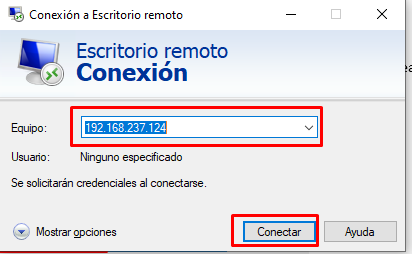 Conexión a Escritorio remoto
Escritorio remoto
Conexión
Equipo: 192.168.237.124
Usuario: Ninguno especificado
Se solicitarán credenciales al conectarse.
Mostrar opciones Conectar Ayuda